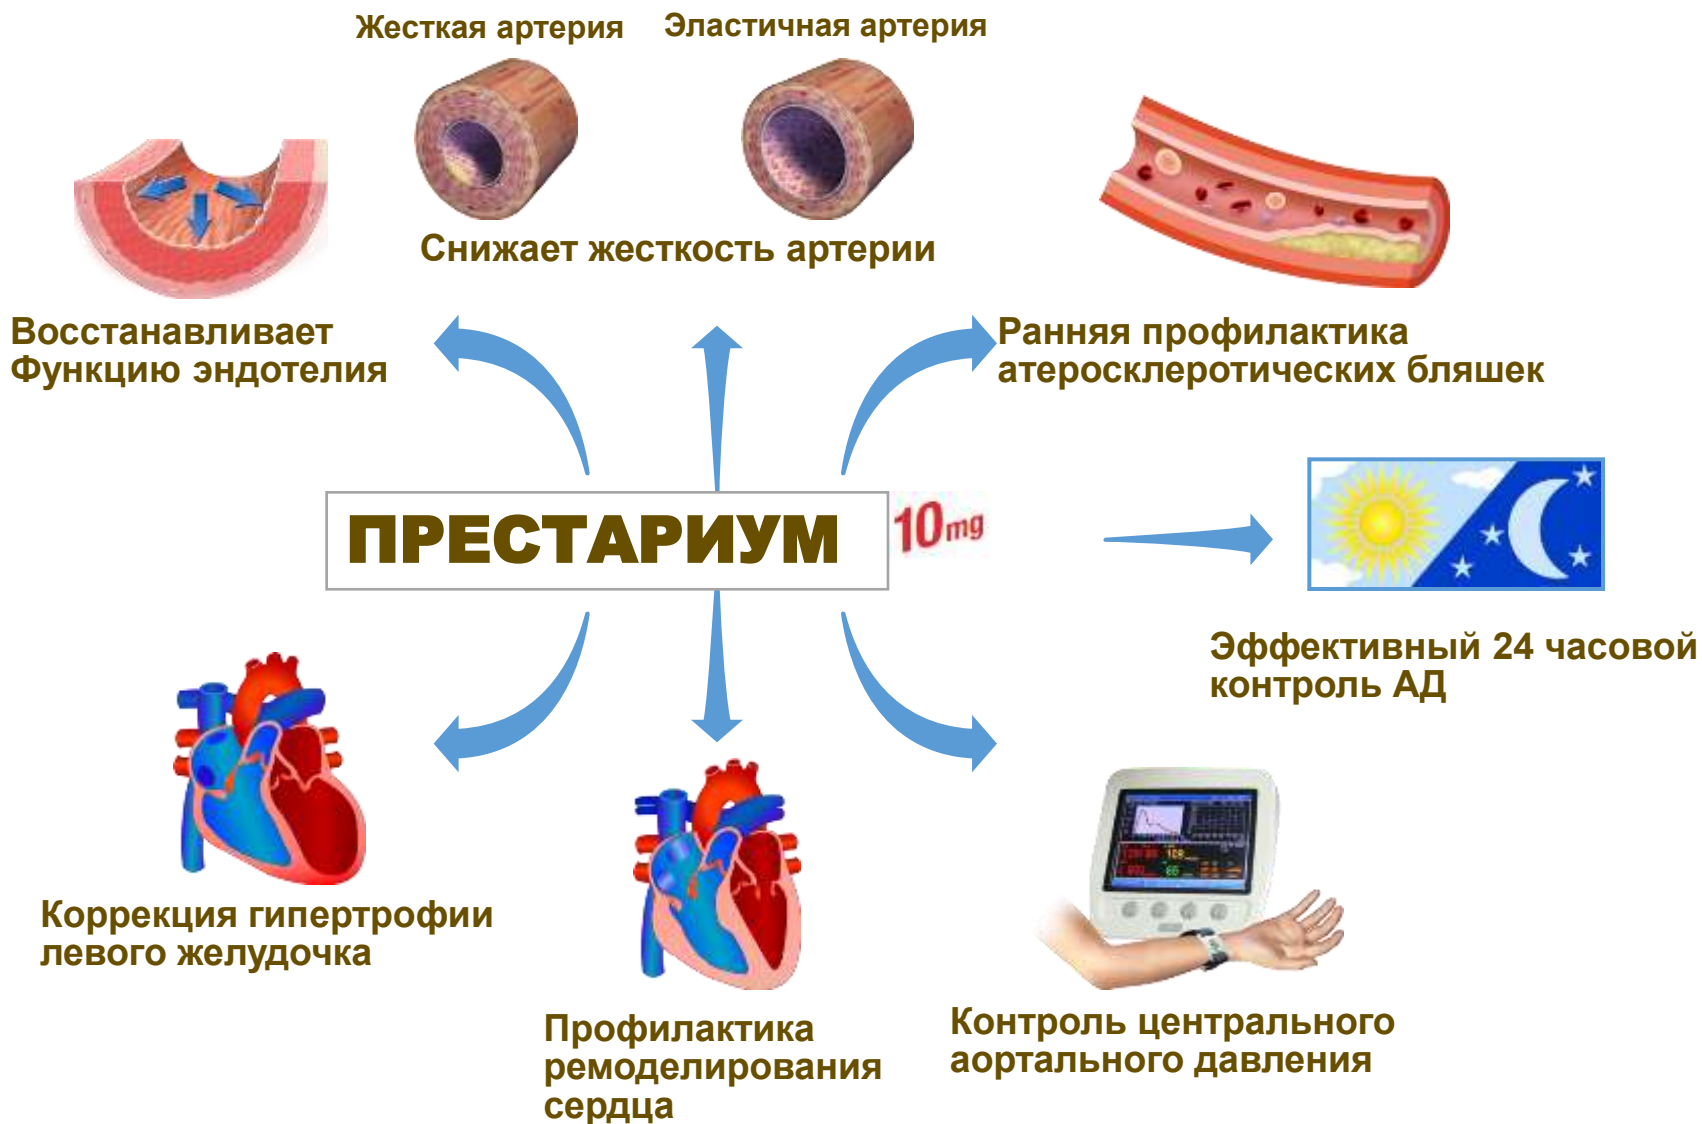 Жесткая артерия
Эластичная артерия
Снижает жесткость артерии
Восстанавливает
Функцию эндотелия
Ранняя профилактика
атеросклеротических бляшек
ПРЕСТАРИУМ
10mg
Эффективный 24 часовой
контроль АД
Коррекция гипертрофии
левого желудочка
Профилактика
ремоделирования
сердца
Контроль центрального
аортального давления